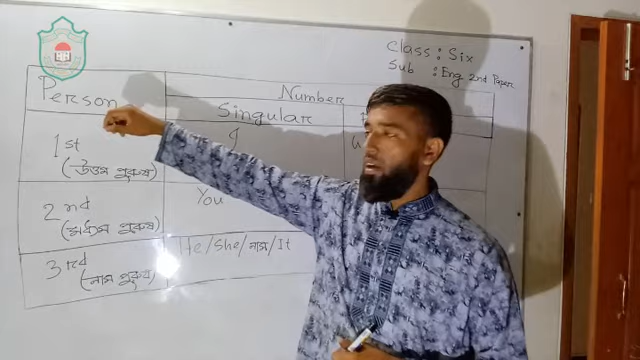 Class : Six
Sub : Eng 2nd Paper
Person
Number
Singular
1st
I
(উত্তম পুরুষ)
2nd
You
(মধ্যম পুরুষ)
3rd
He/She/নাম/It
(নাম পুরুষ)